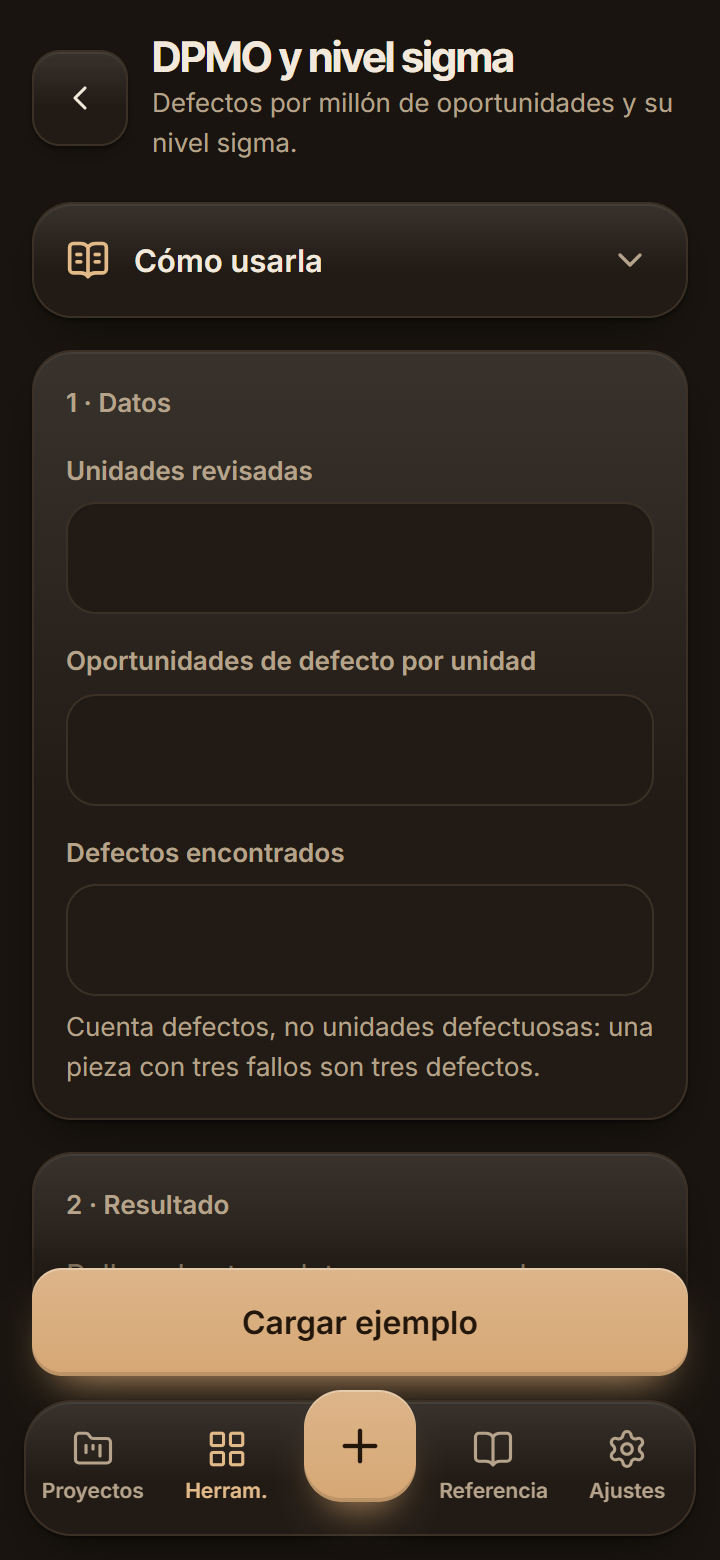 DPMO y nivel sigma
Defectos por millón de oportunidades y su
nivel sigma.
Cómo usarla
1 · Datos
Unidades revisadas
Oportunidades de defecto por unidad
Defectos encontrados
Cuenta defectos, no unidades defectuosas: una
pieza con tres fallos son tres defectos.
2 · Resultado
Cargar ejemplo
Proyectos
Herram.
Referencia
Ajustes